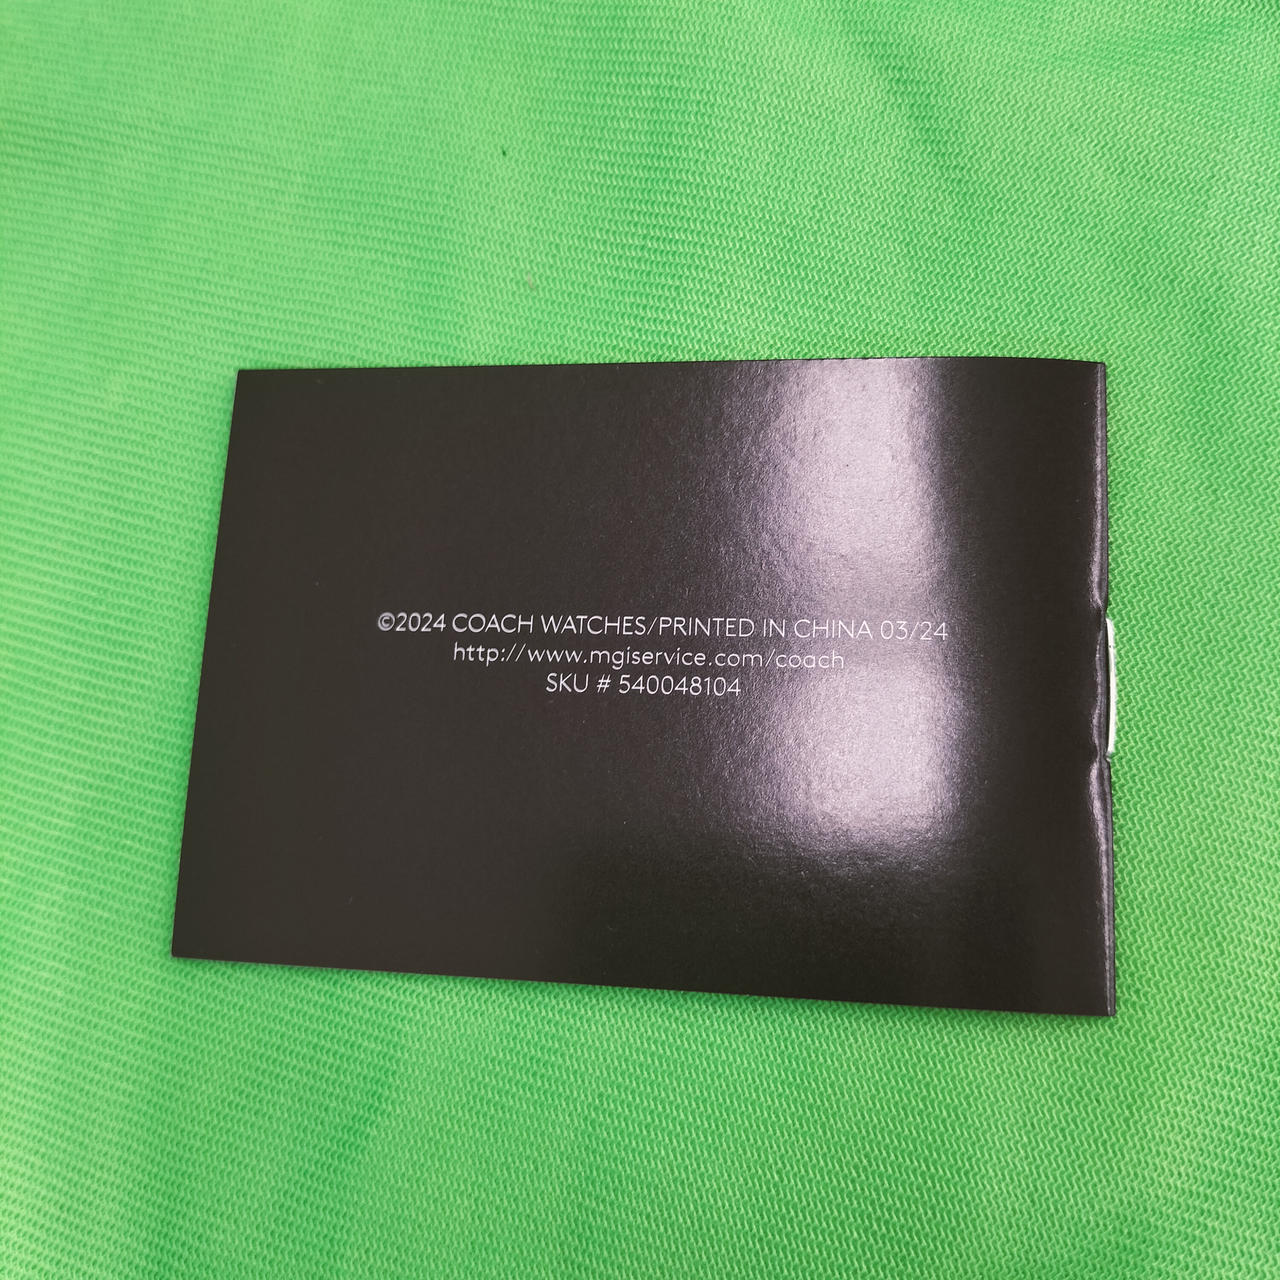 ©2024 COACH WATCHES/PRINTED IN CHINA 03/24
http://www.mgiservice.com/coach
SKU # 540048104